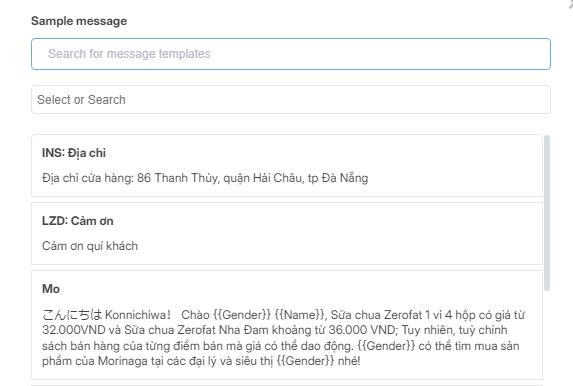 Sample message
Search for message templates
Select or Search
INS: Địa chỉ
Địa chỉ cửa hàng: 86 Thanh Thủy, quận Hải Châu, tp Đà Nẵng
LZD: Cảm ơn
Cảm ơn quí khách
Mo
こんにちは Konnichiwa! Chào {{Gender}} {{Name}}, Sữa chua Zerofat 1 vỉ 4 hộp có giá từ
32.000VND và Sữa chua Zerofat Nha Đam khoảng từ 36.000 VND; Tuy nhiên, tuỳ chính
sách bán hàng của từng điểm bán mà giá có thể dao động. {{Gender}} có thể tìm mua sản
phẩm của Morinaga tại các đại lý và siêu thị {{Gender}} nhé!